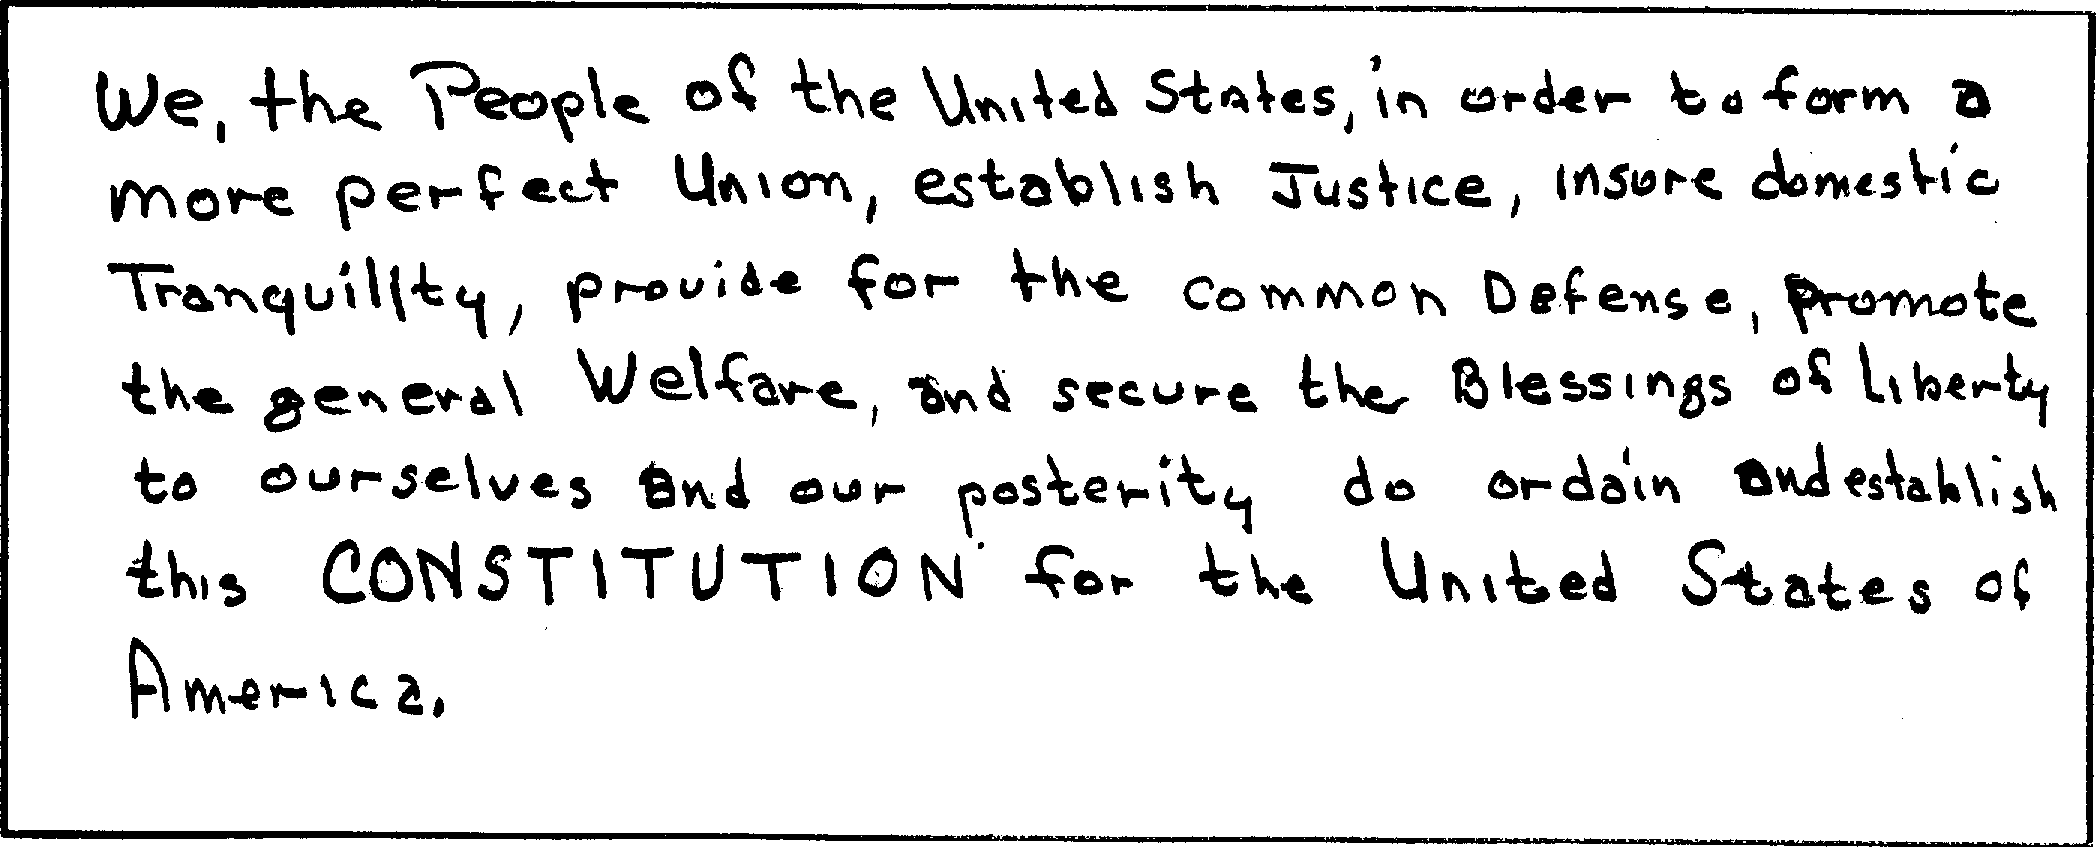 We, the People of the United States, in order to form a
more perfect Union, establish Justice, insure domestic
Tranquillty, provide for the common Defense, promote
the general Welfare, and secure the Blessings of Liberty
to ourselves and our posterity do ordain and establish
this CONSTITUTION for the United States of
America.